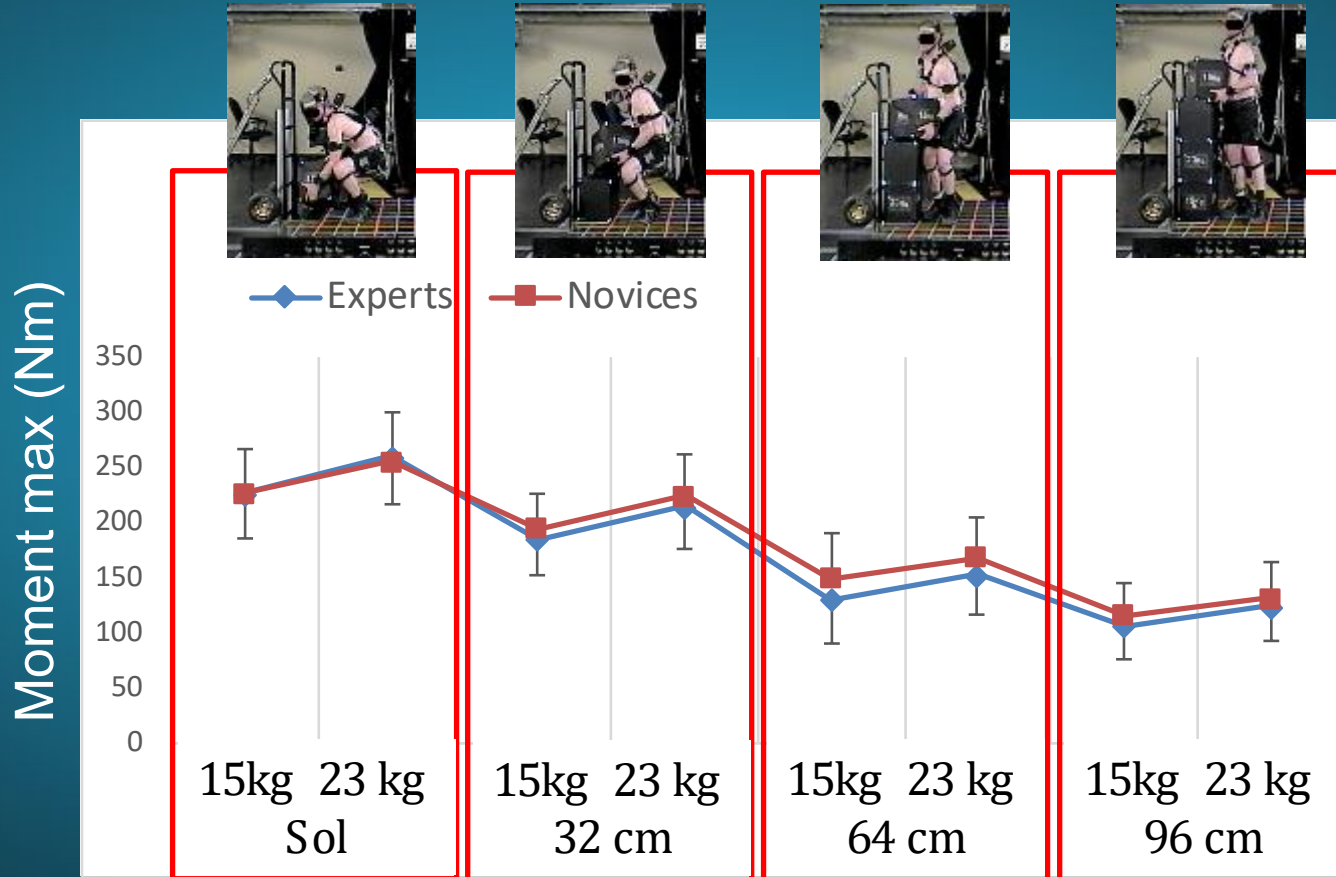 Experts
Novices
Moment max (Nm)
350
300
250
200
150
100
50
0
15kg 23 kg
Sol
15kg 23 kg
32 cm
15kg 23 kg
64 cm
15kg 23 kg
96 cm